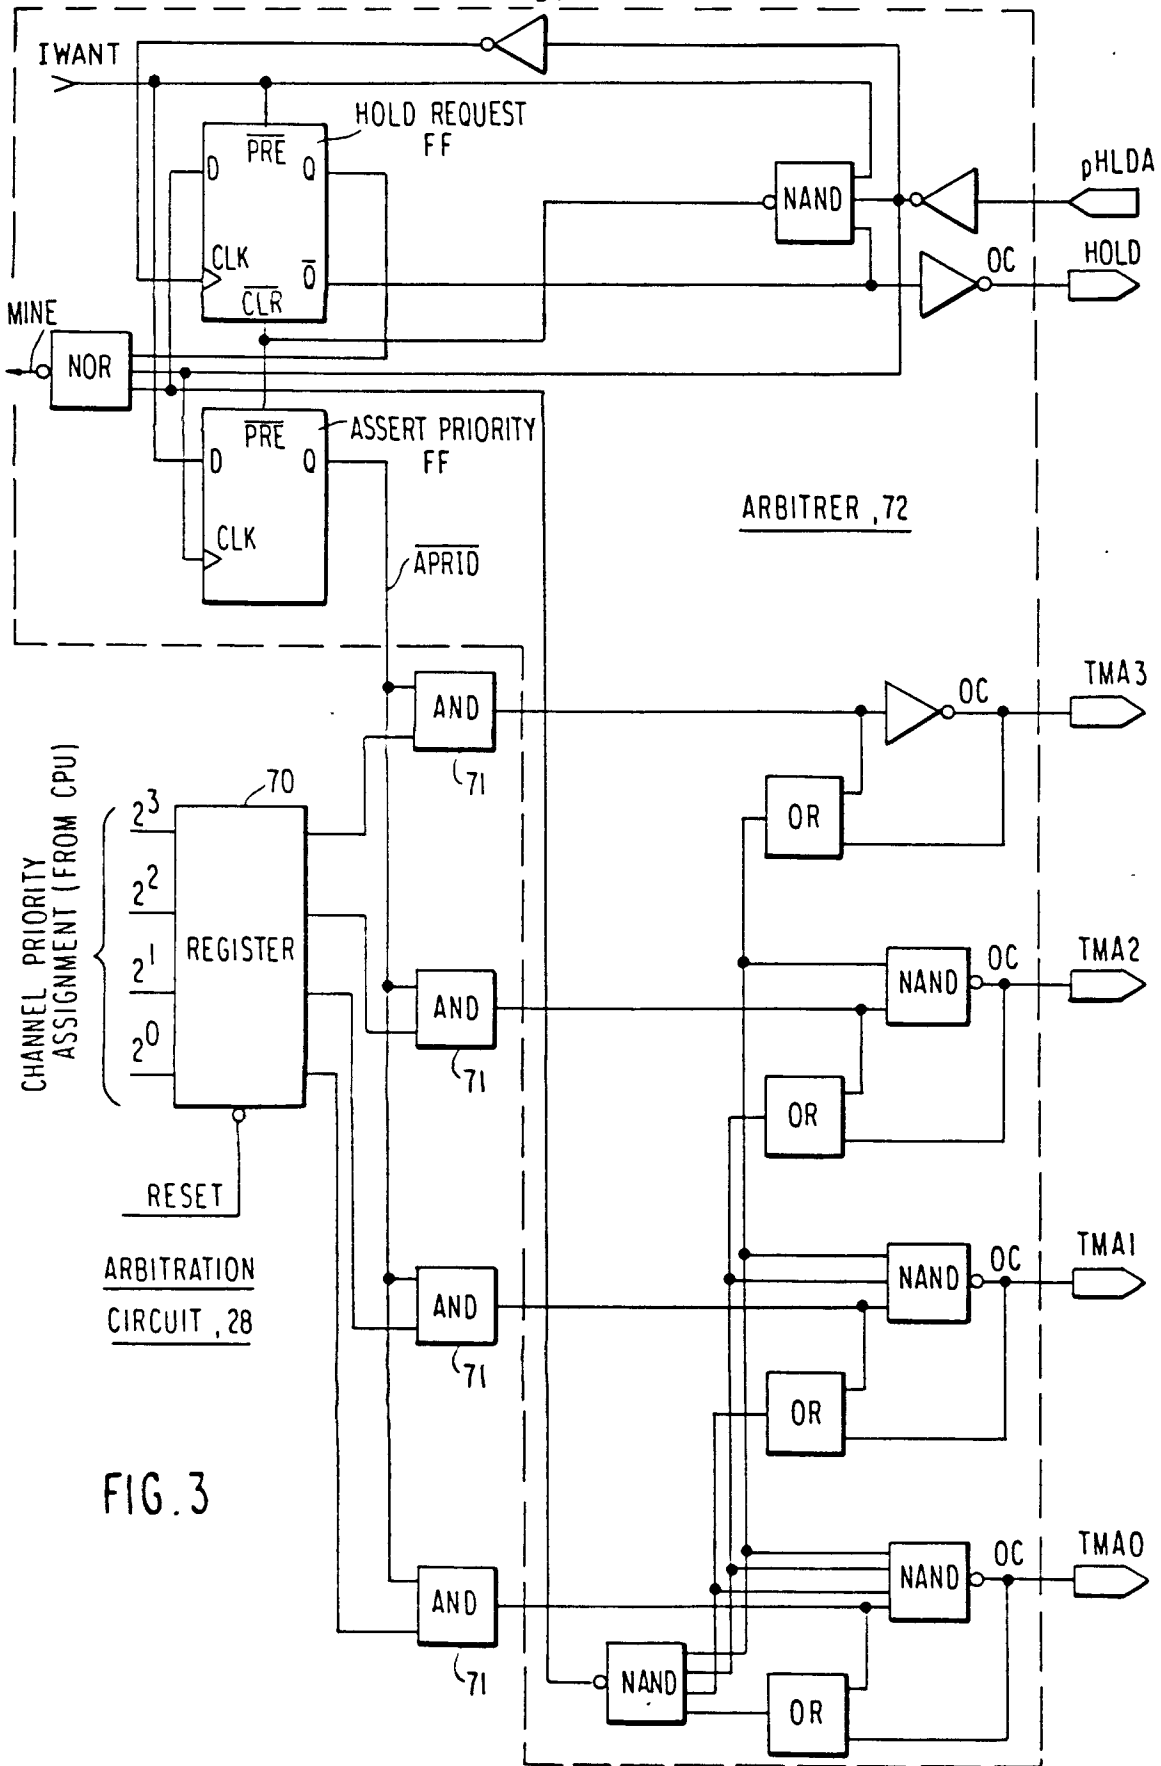 IWANT
HOLD REQUEST
FF
PRE
D
Q
CLK
Q
CLR
NAND
pHLDA
OC
HOLD
MINE
NOR
PRE
D
Q
CLK
ASSERT PRIORITY
FF
ARBITRER , 72
APRIO
AND
71
OC
TMA3
OR
CHANNEL PRIORITY
ASSIGNMENT (FROM CPU)
2³
2²
2¹
2⁰
70
REGISTER
RESET
AND
71
NAND
OC
TMA2
OR
ARBITRATION
CIRCUIT , 28
AND
71
NAND
OC
TMA1
OR
FIG. 3
AND
71
NAND
OC
TMA0
NAND
OR